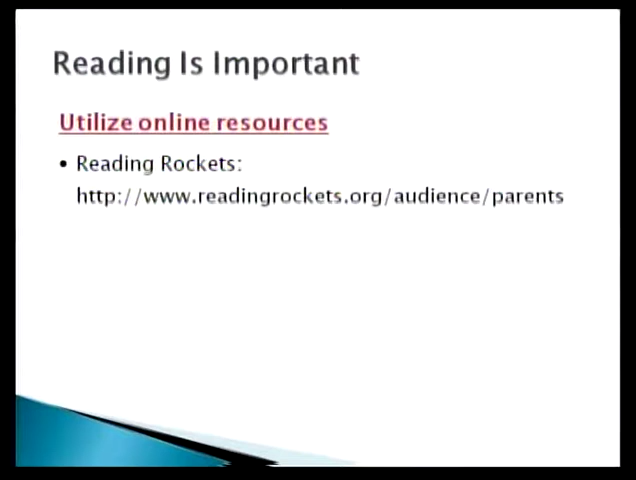 Reading Is Important
Utilize online resources
• Reading Rockets:
http://www.readingrockets.org/audience/parents